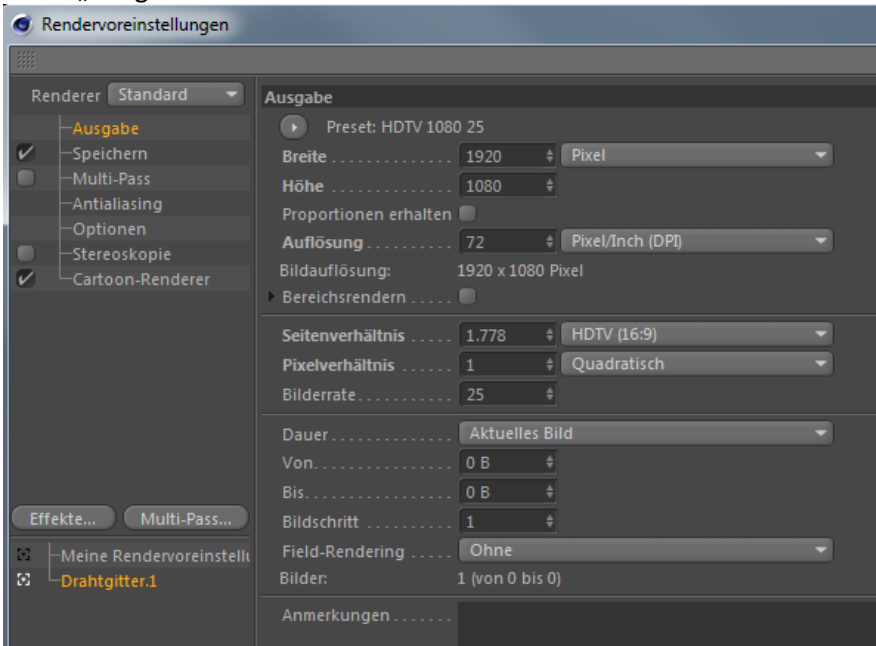 Rendervoreinstellungen
Renderer Standard
Ausgabe
Speichern
Multi-Pass
Antialiasing
Optionen
Stereoskopie
Cartoon-Renderer
Effekte... Multi-Pass...
Meine Rendervoreinstellu
Drahtgitter.1
Ausgabe
Preset: HDTV 1080 25
Breite . . . . . . . . . . . . . . 1920 Pixel
Höhe . . . . . . . . . . . . . . 1080
Proportionen erhalten
Auflösung . . . . . . . . . . 72 Pixel/Inch (DPI)
Bildauflösung: 1920 x 1080 Pixel
Bereichsrendern . . . . .
Seitenverhältnis . . . . . 1.778 HDTV (16:9)
Pixelverhältnis . . . . . . 1 Quadratisch
Bilderrate. . . . . . . . . . . 25
Dauer . . . . . . . . . . . . . . Aktuelles Bild
Von. . . . . . . . . . . . . . . . 0 B
Bis. . . . . . . . . . . . . . . . . 0 B
Bildschritt . . . . . . . . . . 1
Field-Rendering . . . . . Ohne
Bilder: 1 (von 0 bis 0)
Anmerkungen . . . . . . .